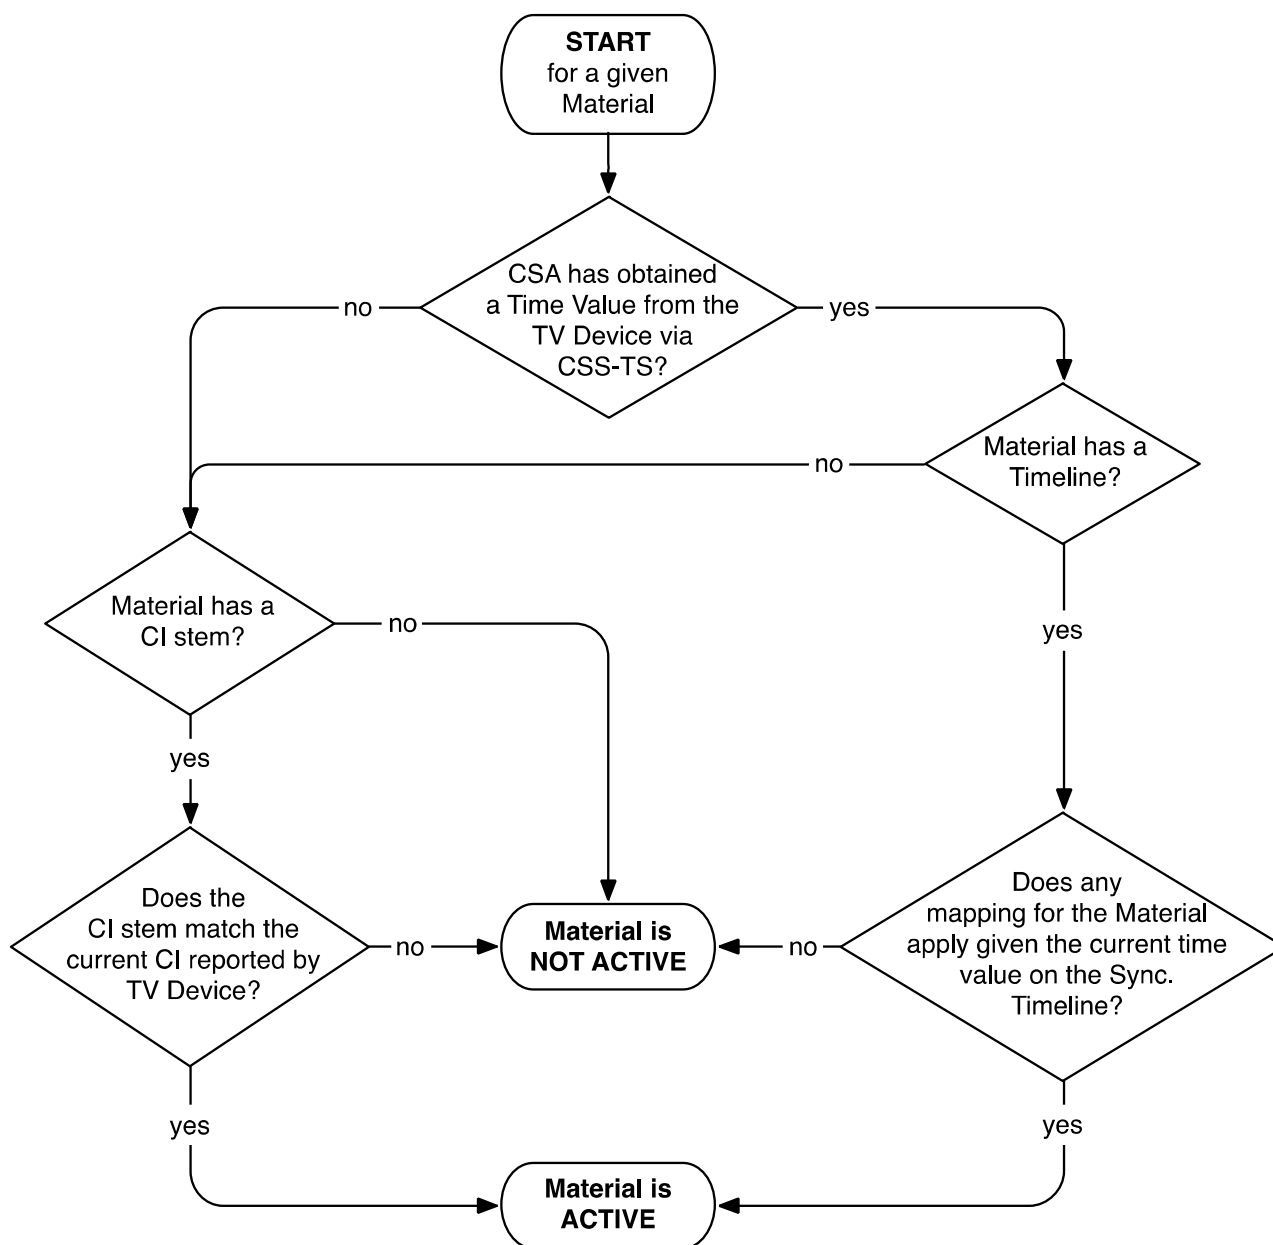 START
for a given
Material
CSA has obtained
a Time Value from the
TV Device via
CSS-TS?
no
yes
Material has a
Timeline?
no
Material has a
CI stem?
no
yes
yes
Does the
CI stem match the
current CI reported by
TV Device?
no
Material is
NOT ACTIVE
no
Does any
mapping for the Material
apply given the current time
value on the Sync.
Timeline?
yes
yes
Material is
ACTIVE